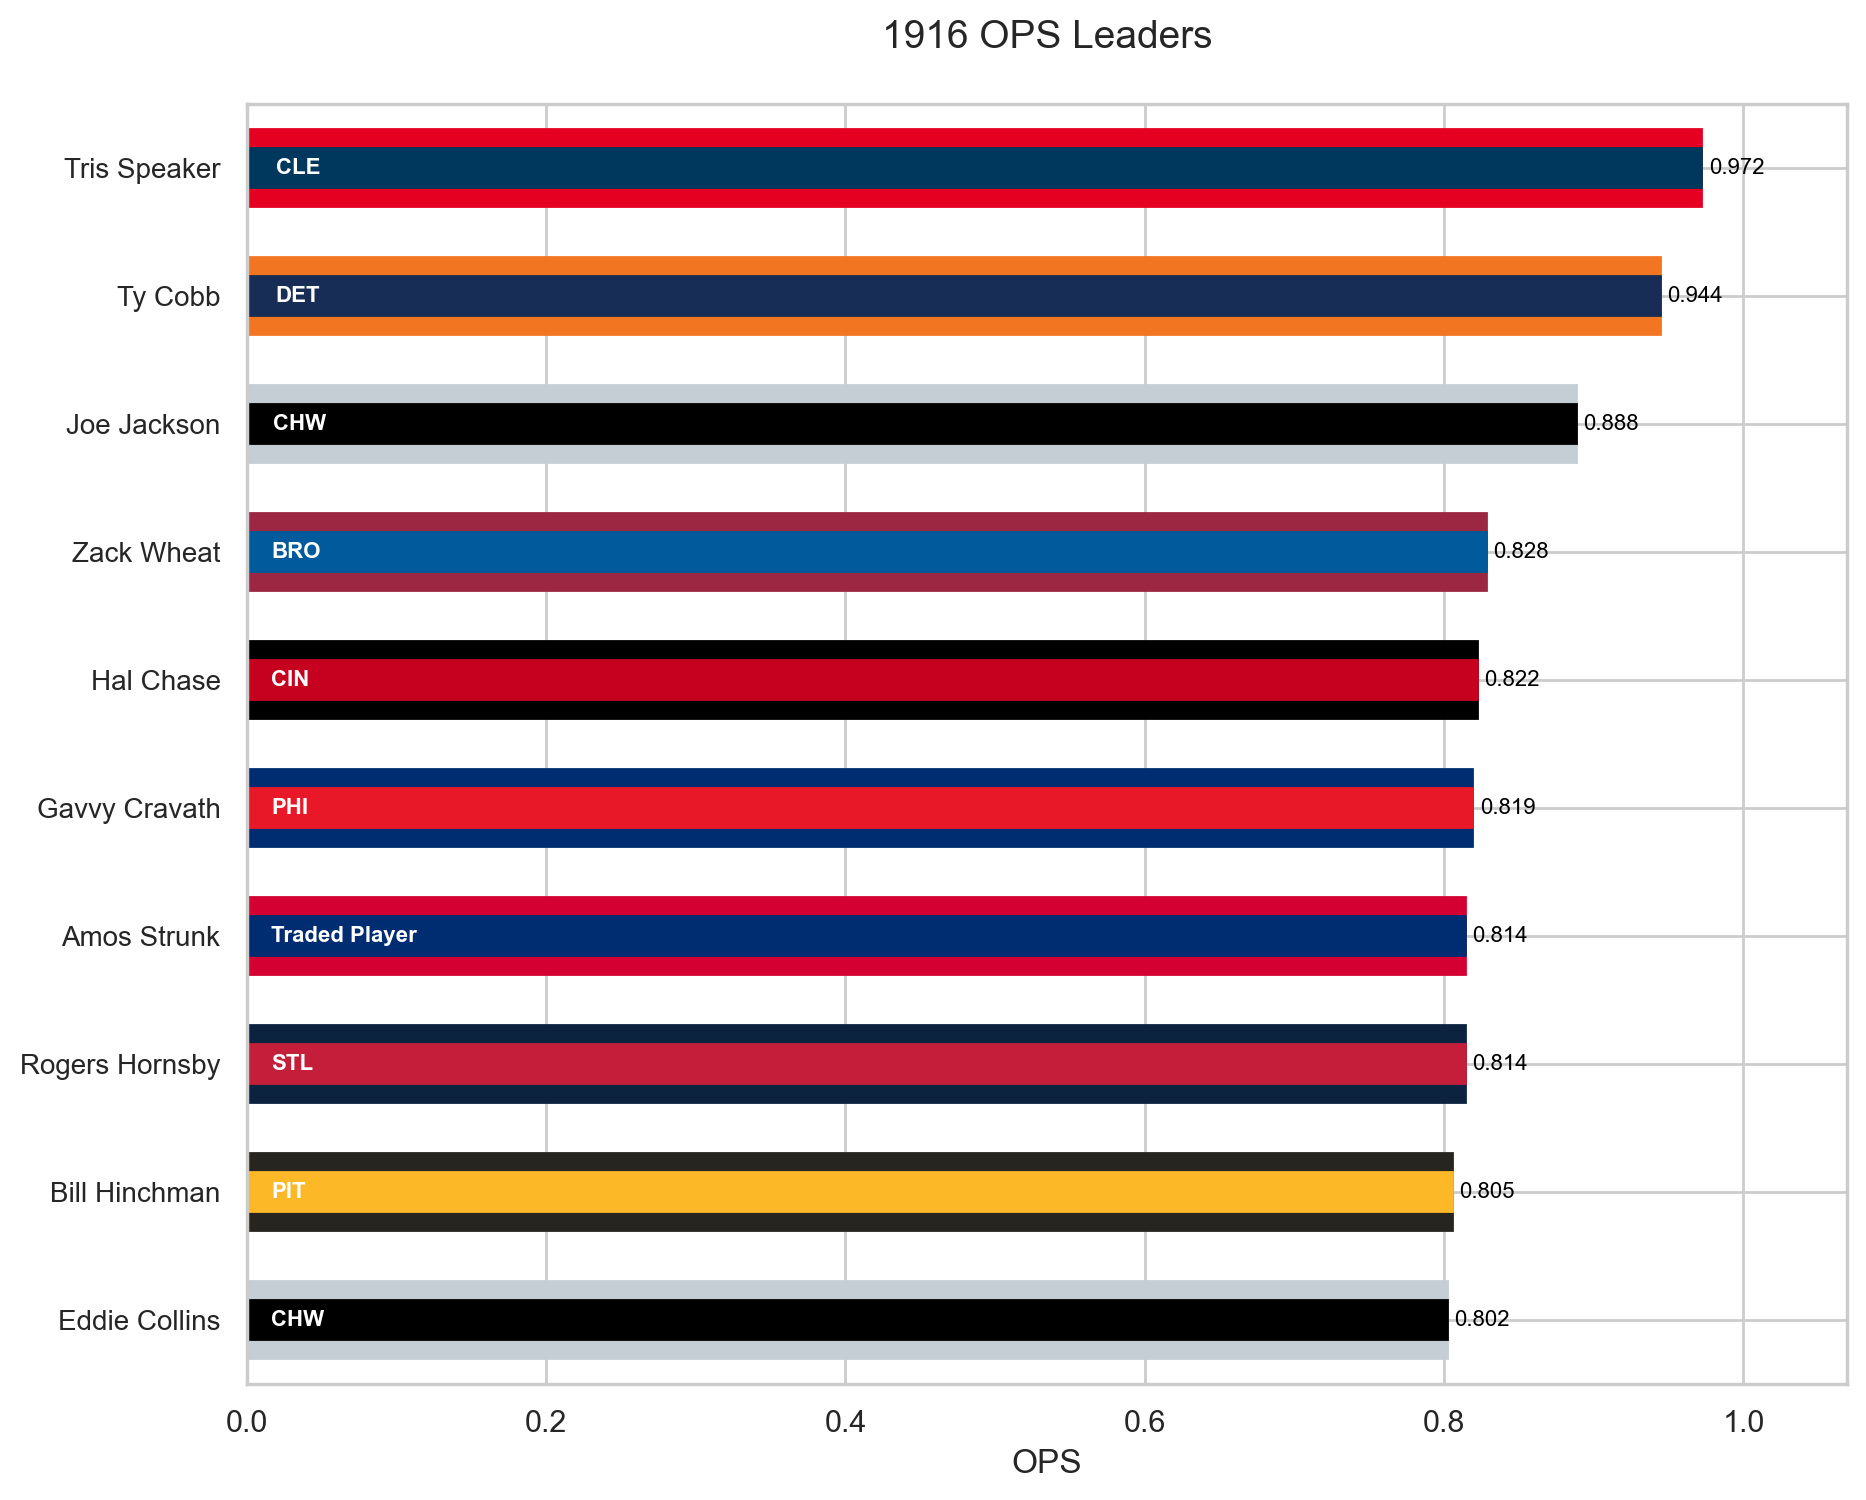 1916 OPS Leaders
Tris Speaker CLE 0.972
Ty Cobb DET 0.944
Joe Jackson CHW 0.888
Zack Wheat BRO 0.828
Hal Chase CIN 0.822
Gavvy Cravath PHI 0.819
Amos Strunk Traded Player 0.814
Rogers Hornsby STL 0.814
Bill Hinchman PIT 0.805
Eddie Collins CHW 0.802
0.0 0.2 0.4 0.6 0.8 1.0
OPS